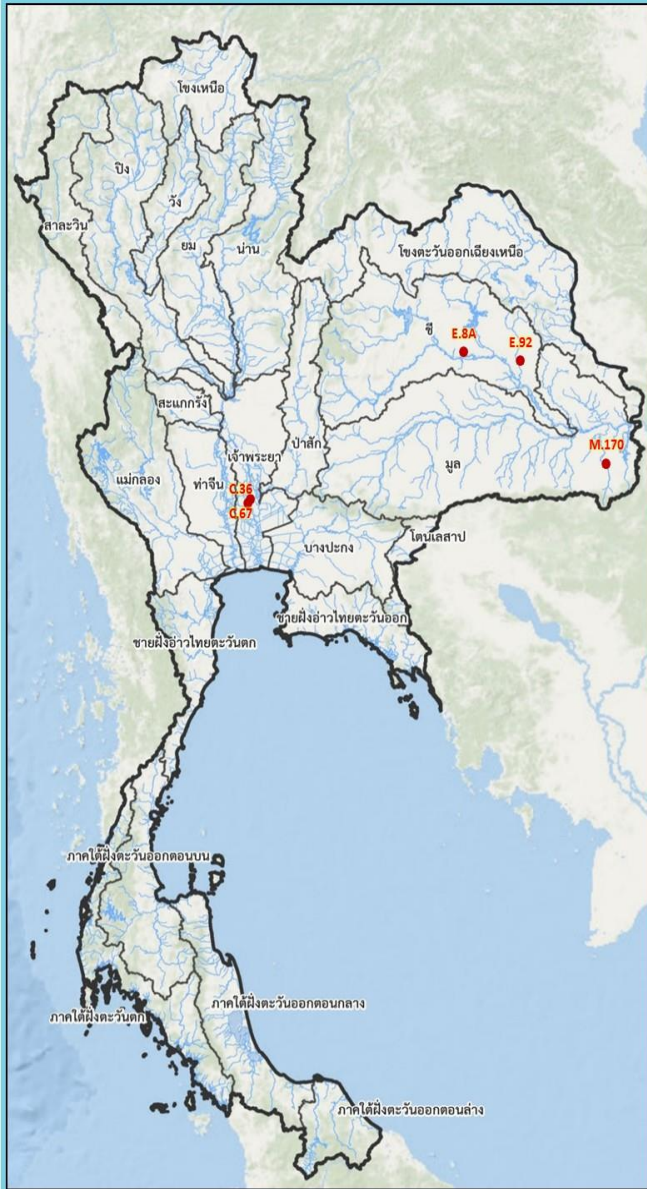 โขงเหนือ
ปิง
วัง
สาละวิน
ยม
น่าน
โขงตะวันออกเฉียงเหนือ
ชี
E.8A
E.92
สะแกกรัง
ป่าสัก
เจ้าพระยา
M.170
มูล
แม่กลอง
ท่าจีน
C.36
C.67
โตนเลสาป
บางปะกง
ชายฝั่งอ่าวไทยตะวันออก
ชายฝั่งอ่าวไทยตะวันตก
ภาคใต้ฝั่งตะวันออกตอนบน
ภาคใต้ฝั่งตะวันออกตอนกลาง
ภาคใต้ฝั่งตะวันตก
ภาคใต้ฝั่งตะวันออกตอนล่าง